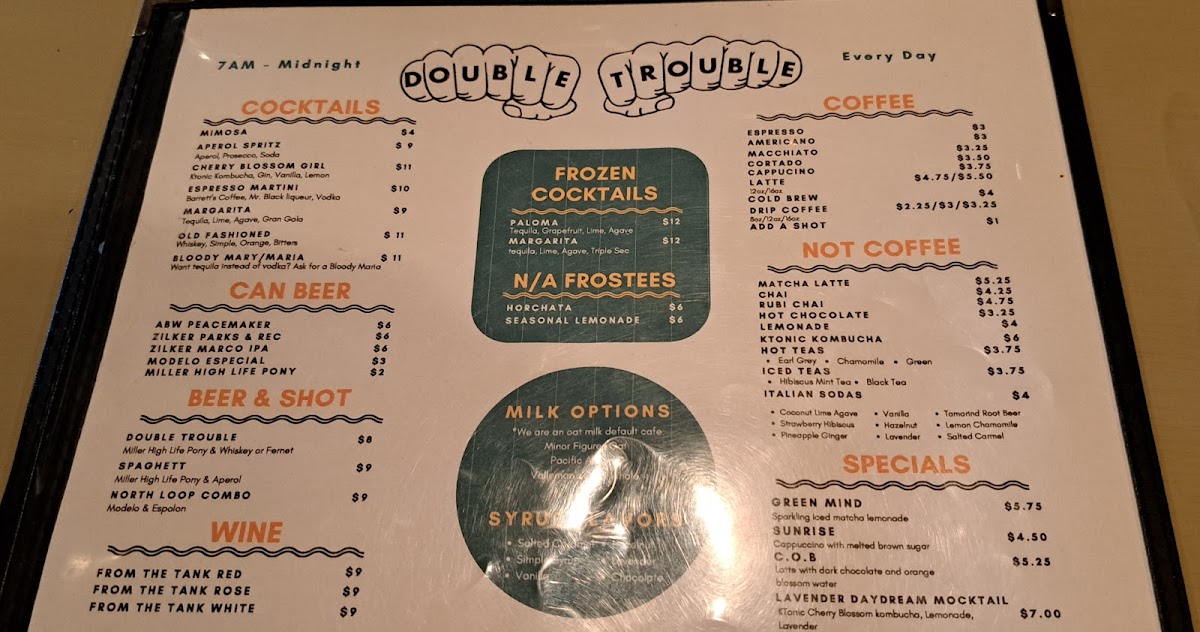 7AM - Midnight
DOUBLE TROUBLE
Every Day
COCKTAILS
MIMOSA $4
APEROL SPRITZ $ 9
Aperol, Prosecco, Soda
CHERRY BLOSSOM GIRL $11
Ktonic Kombucha, Gin, Vanilla, Lemon
ESPRESSO MARTINI $10
Barrett's Coffee, Mr. Black liqueur, Vodka
MARGARITA $9
Tequila, Lime, Agave, Gran Gala
OLD FASHIONED $ 11
Whiskey, Simple, Orange, Bitters
BLOODY MARY/MARIA $ 11
Want tequila instead of vodka? Ask for a Bloody Maria
CAN BEER
ABW PEACEMAKER $6
ZILKER PARKS & REC $6
ZILKER MARCO IPA $6
MODELO ESPECIAL $3
MILLER HIGH LIFE PONY $2
BEER & SHOT
DOUBLE TROUBLE $8
Miller High Life Pony & Whiskey or Fernet
SPAGHETT $9
Miller High Life Pony & Aperol
NORTH LOOP COMBO $9
Modelo & Espolon
WINE
FROM THE TANK RED $9
FROM THE TANK ROSE $9
FROM THE TANK WHITE $9
FROZEN
COCKTAILS
PALOMA $12
Tequila, Grapefruit, Lime, Agave
MARGARITA $12
tequila, Lime, Agave, Triple Sec
N/A FROSTEES
HORCHATA $6
SEASONAL LEMONADE $6
MILK OPTIONS
*We are an oat milk default cafe
Minor Figures Oat
Pacific
SYRUP FLAVORS
Salted
Simple Syrup
Lavender
Vanilla
Chocolate
COFFEE
ESPRESSO $3
AMERICANO $3
MACCHIATO $3.25
CORTADO $3.50
CAPPUCINO $3.75
LATTE $4.75/$5.50
12oz/16oz
COLD BREW $4
DRIP COFFEE $2.25/$3/$3.25
8oz/12oz/16oz
ADD A SHOT $1
NOT COFFEE
MATCHA LATTE $5.25
CHAI $4.25
RUBI CHAI $4.75
HOT CHOCOLATE $3.25
LEMONADE $4
KTONIC KOMBUCHA $6
HOT TEAS $3.75
• Earl Grey • Chamomile • Green
ICED TEAS $3.75
• Hibiscus Mint Tea • Black Tea
ITALIAN SODAS $4
• Coconut Lime Agave • Vanilla • Tamarind Root Beer
• Strawberry Hibiscus • Hazelnut • Lemon Chamomile
• Pineapple Ginger • Lavender • Salted Carmel
SPECIALS
GREEN MIND $5.75
Sparkling iced matcha lemonade
SUNRISE $4.50
Cappuccino with melted brown sugar
C.O.B $5.25
Latte with dark chocolate and orange
blossom water
LAVENDER DAYDREAM MOCKTAIL $7.00
KTonic Cherry Blossom kombucha, Lemonade,
Lavender